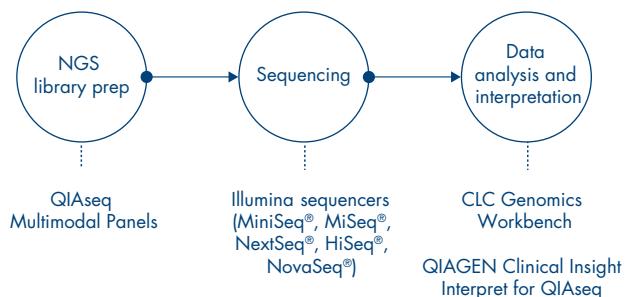 NGS
library prep
Sequencing
Data
analysis and
interpretation
QIAseq
Multimodal Panels
Illumina sequencers
(MiniSeq®, MiSeq®,
NextSeq®, HiSeq®,
NovaSeq®)
CLC Genomics
Workbench
QIAGEN Clinical Insight
Interpret for QIAseq